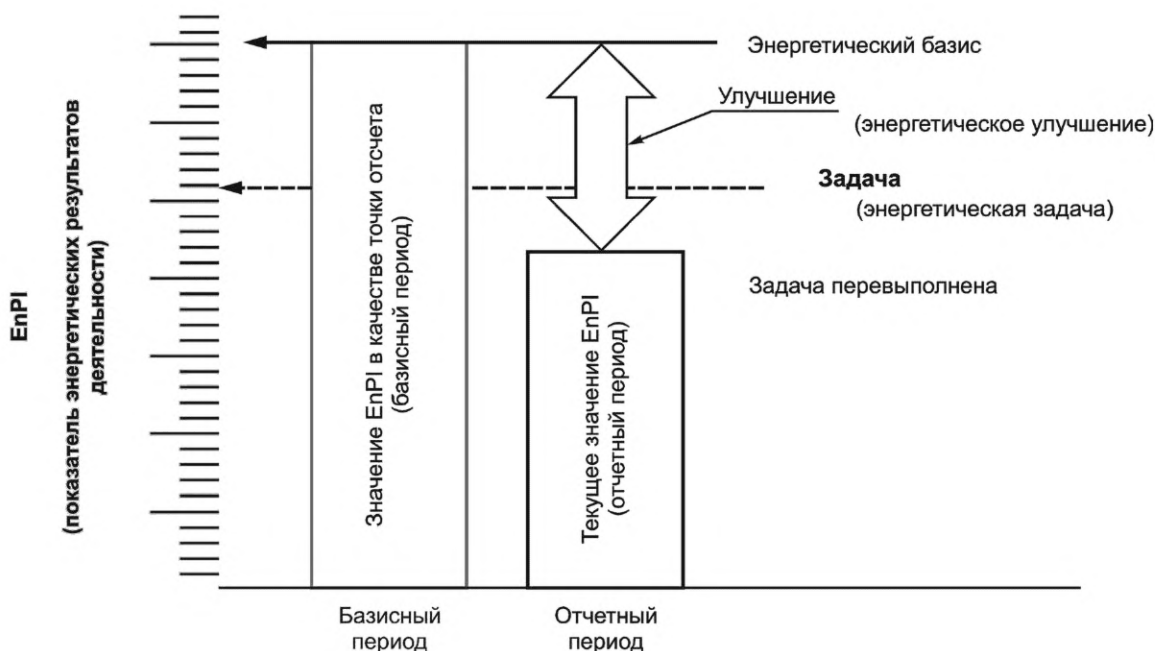 EnPI
(показатель энергетических результатов
деятельности)
Значение EnPI в качестве точки отсчета
(базисный период)
Текущее значение EnPI
(отчетный период)
Энергетический базис
Улучшение
(энергетическое улучшение)
Задача
(энергетическая задача)
Задача перевыполнена
Базисный
период
Отчетный
период